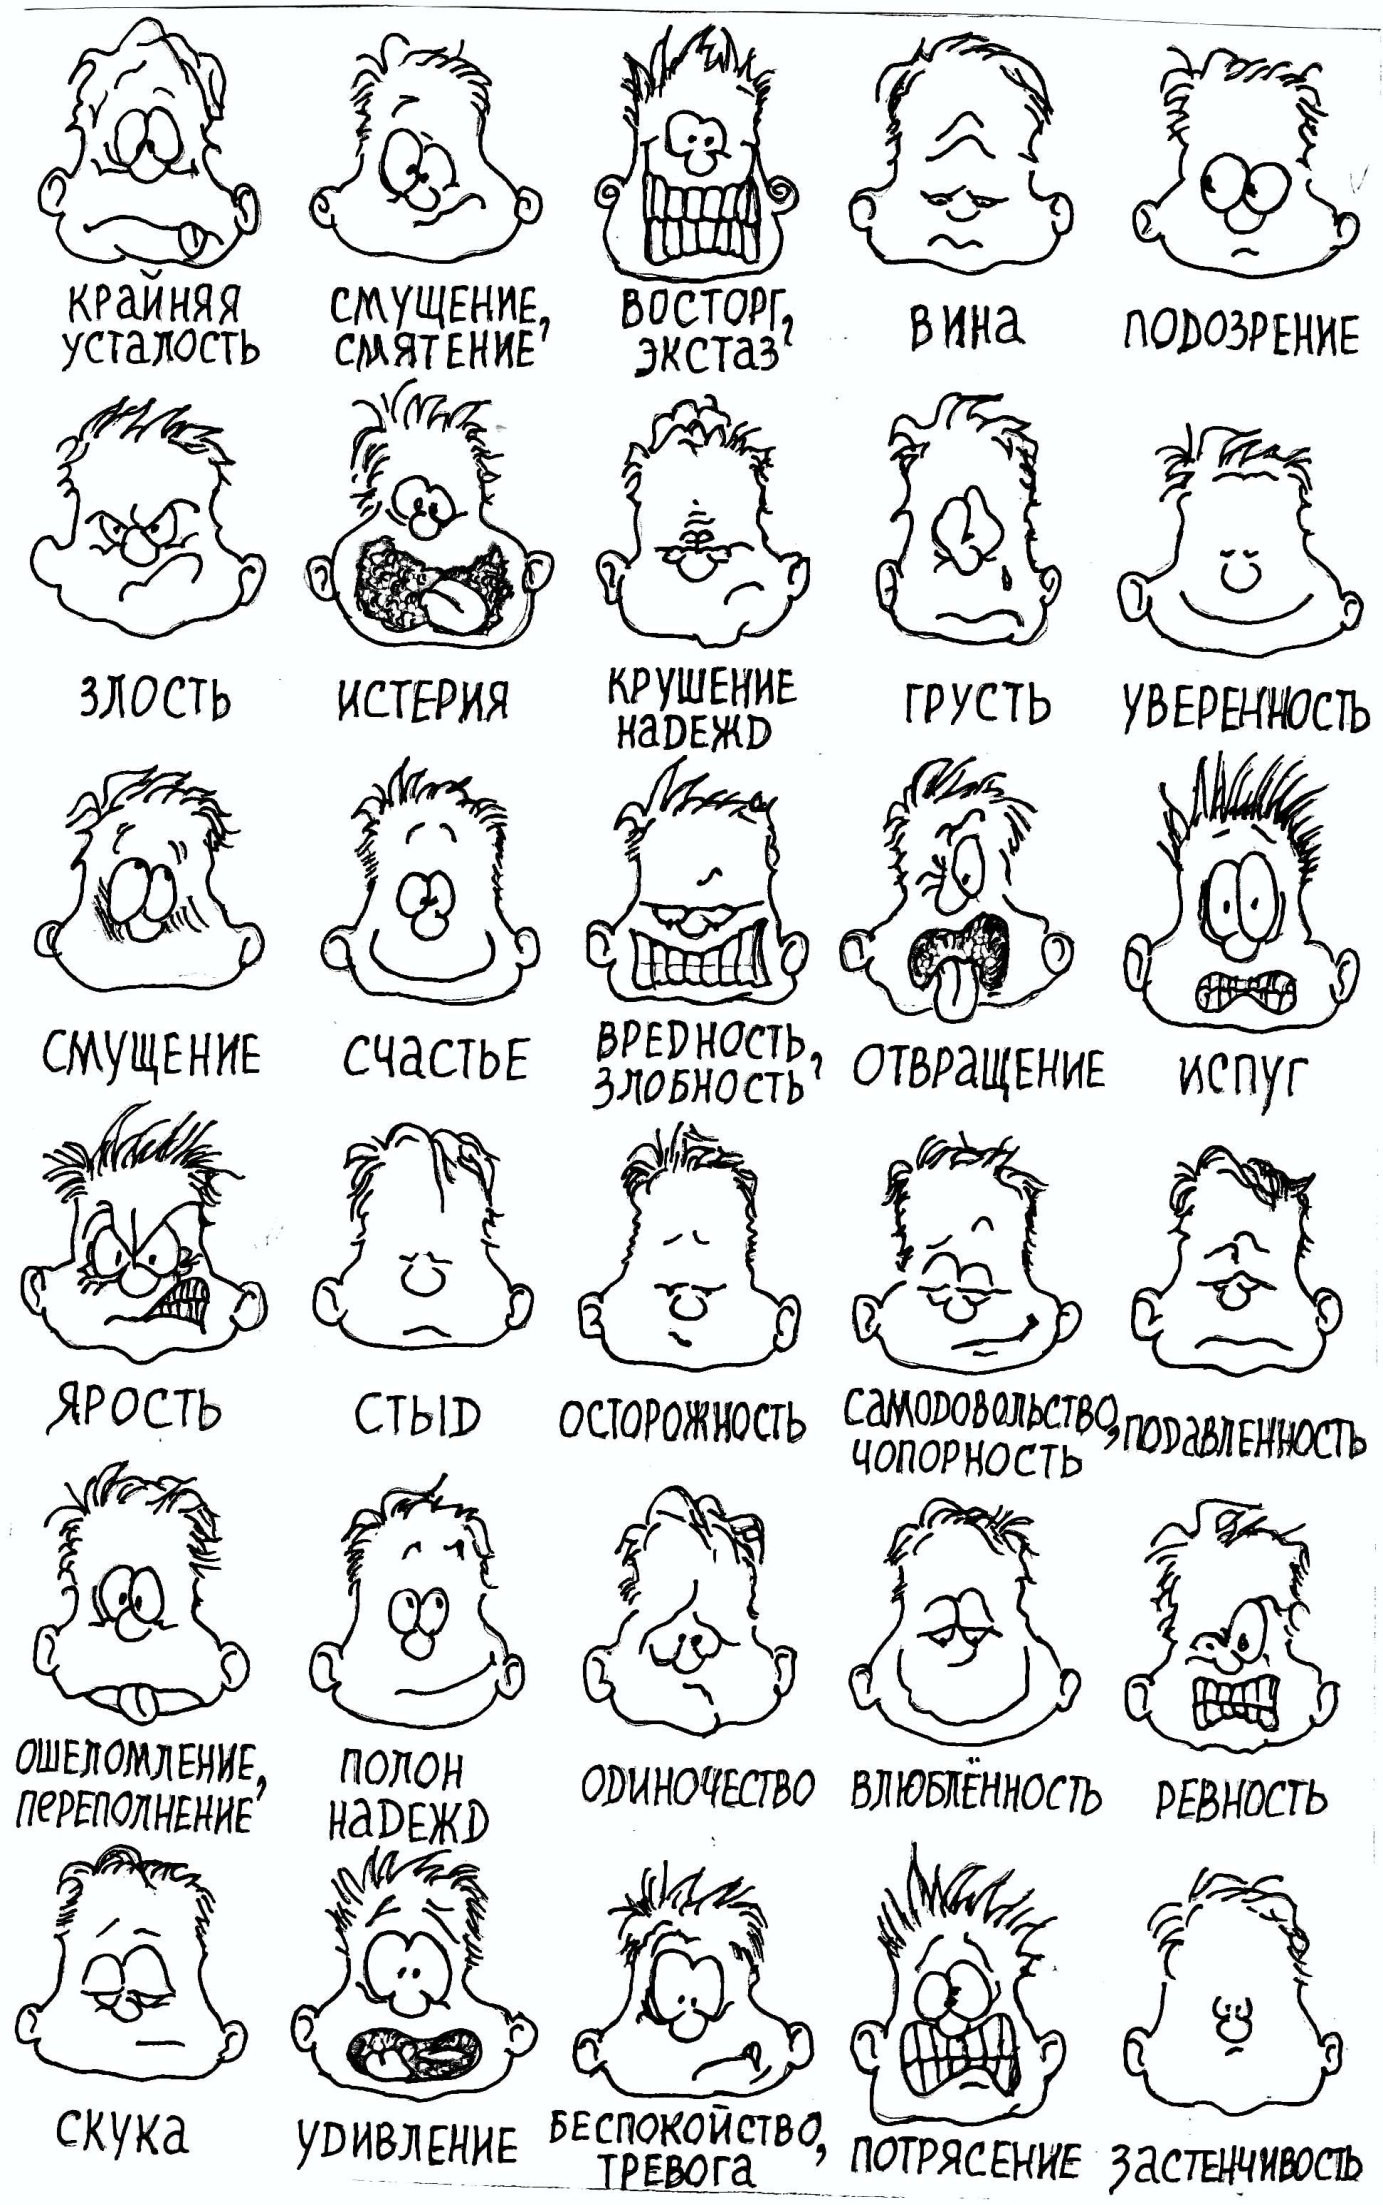 КРАЙНЯЯ
УСТАЛОСТЬ
СМУЩЕНИЕ,
СМЯТЕНИЕ
ВОСТОРГ,
ЭКСТАЗ
ВИНА
ПОДОЗРЕНИЕ
ЗЛОСТЬ
ИСТЕРИЯ
КРУШЕНИЕ
НАДЕЖД
ГРУСТЬ
УВЕРЕННОСТЬ
СМУЩЕНИЕ
СЧАСТЬЕ
ВРЕДНОСТЬ,
ЗЛОБНОСТЬ
ОТВРАЩЕНИЕ
ИСПУГ
ЯРОСТЬ
СТЫД
ОСТОРОЖНОСТЬ
САМОДОВОЛЬСТВО,
ЧОПОРНОСТЬ
ПОДАВЛЕННОСТЬ
ОШЕЛОМЛЕНИЕ,
ПЕРЕПОЛНЕНИЕ
ПОЛОН
НАДЕЖД
ОДИНОЧЕСТВО
ВЛЮБЛЁННОСТЬ
РЕВНОСТЬ
СКУКА
УДИВЛЕНИЕ
БЕСПОКОЙСТВО,
ТРЕВОГА
ПОТРЯСЕНИЕ
ЗАСТЕНЧИВОСТЬ